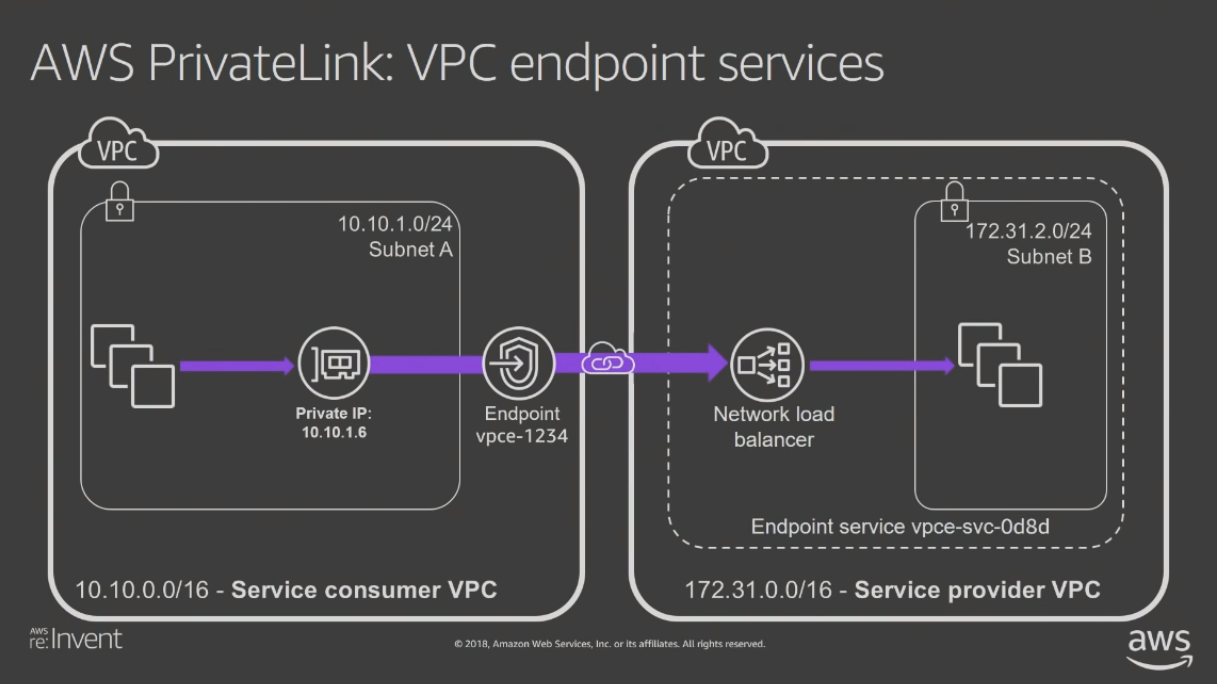 AWS PrivateLink: VPC endpoint services
VPC
10.10.1.0/24
Subnet A
Private IP:
10.10.1.6
Endpoint
vpce-1234
10.10.0.0/16 - Service consumer VPC
VPC
172.31.2.0/24
Subnet B
Network load
balancer
Endpoint service vpce-svc-0d8d
172.31.0.0/16 - Service provider VPC
AWS
re:Invent
© 2018, Amazon Web Services, Inc. or its affiliates. All rights reserved.
aws